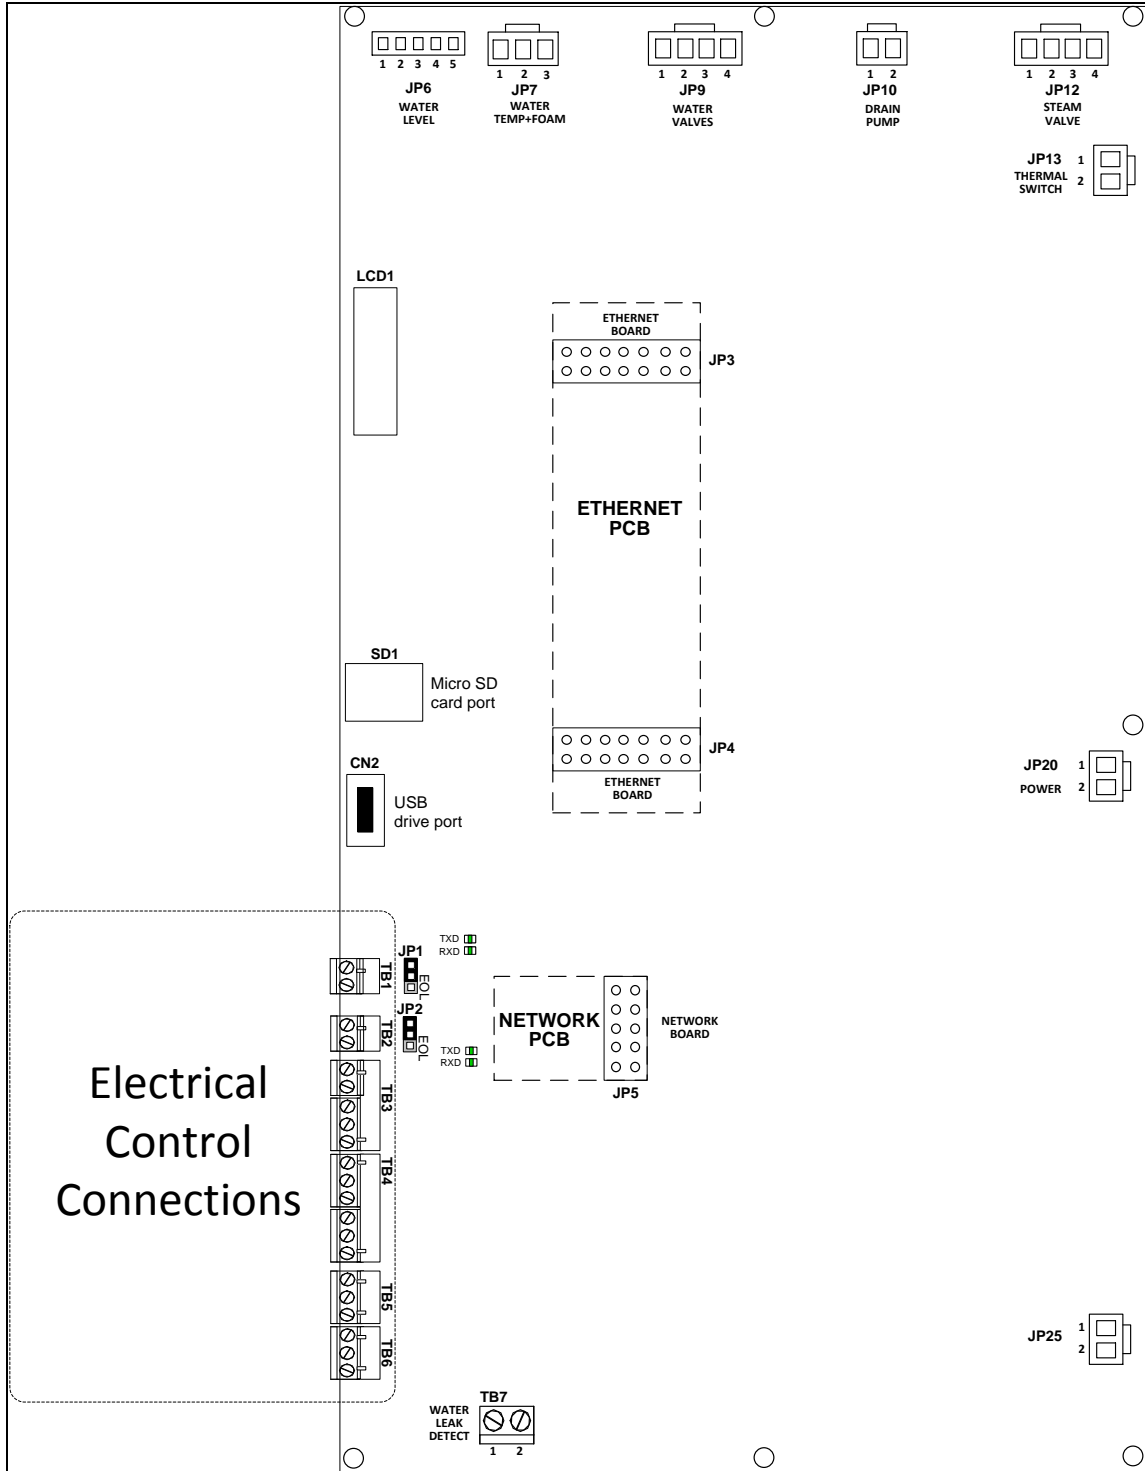 1 2 3 4 5
JP6
WATER
LEVEL
1 2 3
JP7
WATER
TEMP+FOAM
1 2 3 4
JP9
WATER
VALVES
1 2
JP10
DRAIN
PUMP
1 2 3 4
JP12
STEAM
VALVE
JP13
THERMAL
SWITCH
1
2
LCD1
ETHERNET
BOARD
JP3
ETHERNET
PCB
SD1
Micro SD
card port
JP4
ETHERNET
BOARD
CN2
USB
drive port
JP20
POWER
1
2
TXD
RXD
JP1
EOL
TB1
JP2
EOL
TB2
TXD
RXD
NETWORK
PCB
NETWORK
BOARD
JP5
Electrical
Control
Connections
TB3
TB4
TB5
TB6
JP25
1
2
TB7
WATER
LEAK
DETECT
1 2